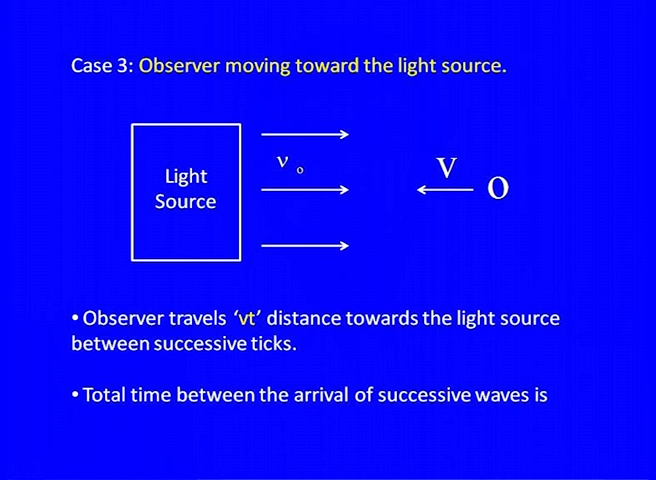 Case 3: Observer moving toward the light source.
ν o
V
Light
Source
O
• Observer travels ‘vt’ distance towards the light source
between successive ticks.
• Total time between the arrival of successive waves is